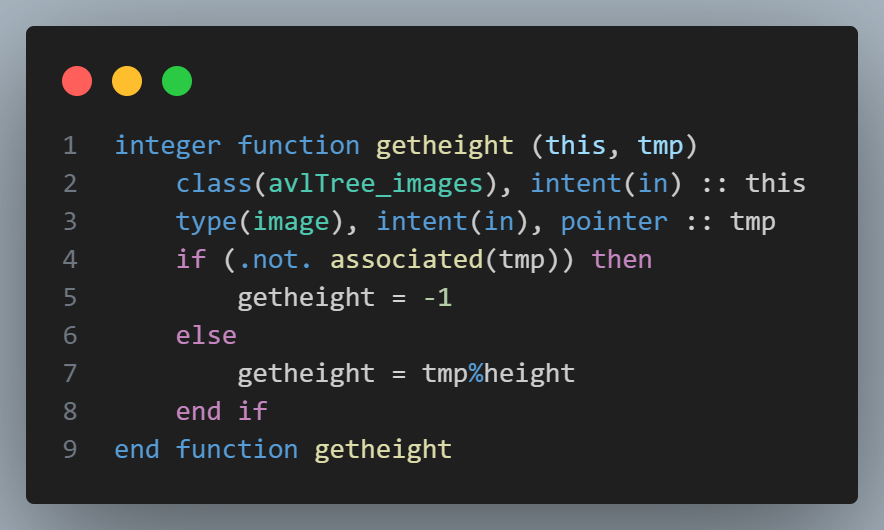 1 integer function getheight (this, tmp)
2     class(avlTree_images), intent(in) :: this
3     type(image), intent(in), pointer :: tmp
4     if (.not. associated(tmp)) then
5         getheight = -1
6     else
7         getheight = tmp%height
8     end if
9 end function getheight